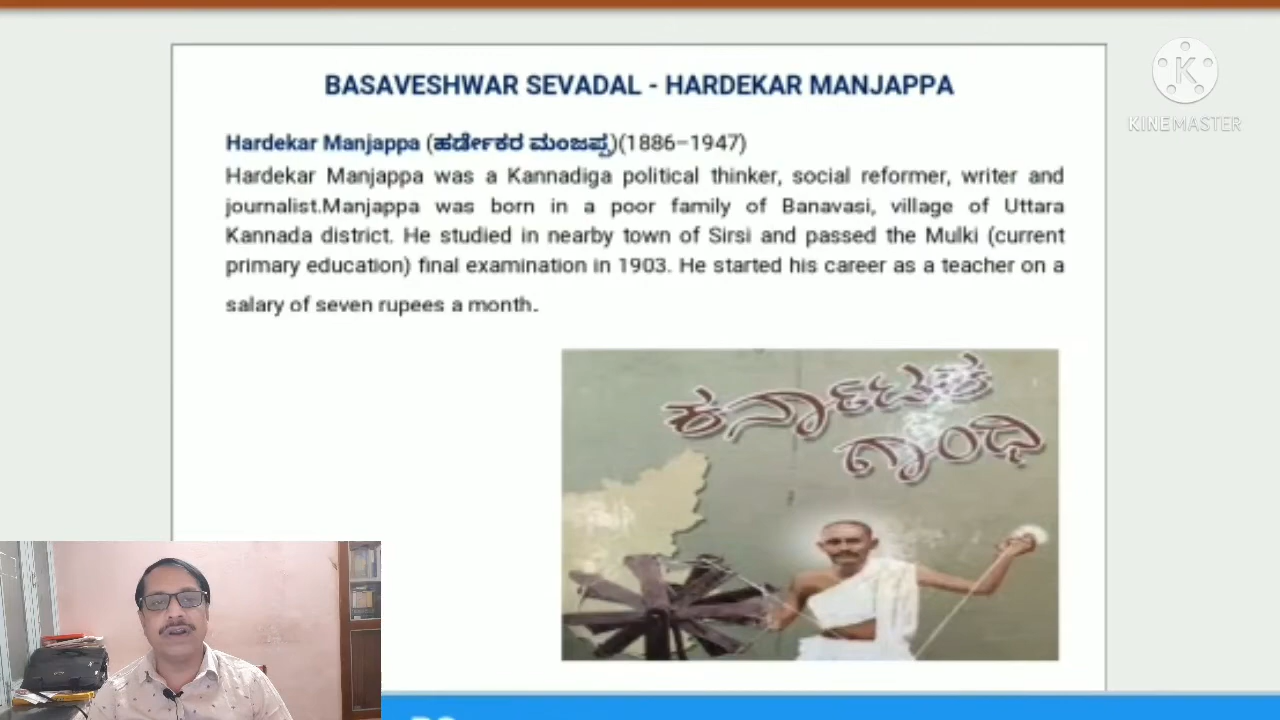 BASAVESHWAR SEVADAL - HARDEKAR MANJAPPA
Hardekar Manjappa (ಹರ್ಡೇಕರ ಮಂಜಪ್ಪ)(1886–1947)
Hardekar Manjappa was a Kannadiga political thinker, social reformer, writer and
journalist.Manjappa was born in a poor family of Banavasi, village of Uttara
Kannada district. He studied in nearby town of Sirsi and passed the Mulki (current
primary education) final examination in 1903. He started his career as a teacher on a
salary of seven rupees a month.
ಕರ್ನಾಟಕ
ಗಾಂಧಿ
K
KINEMASTER